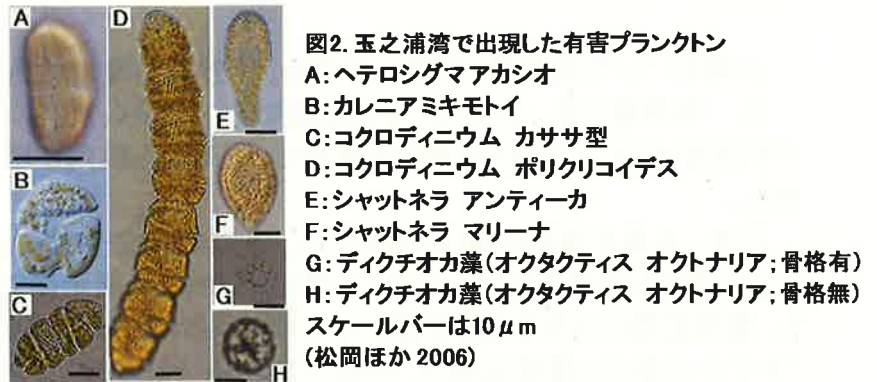 A
B
C
D
E
F
G
H
図2. 玉之浦湾で出現した有害プランクトン
A:ヘテロシグマアカシオ
B:カレニアミキモトイ
C:コクロディニウム カササ型
D:コクロディニウム ポリクリコイデス
E:シャットネラ アンティーカ
F:シャットネラ マリーナ
G:ディクチオカ藻(オクタクティス オクトナリア;骨格有)
H:ディクチオカ藻(オクタクティス オクトナリア;骨格無)
スケールバーは10μm
(松岡ほか 2006)